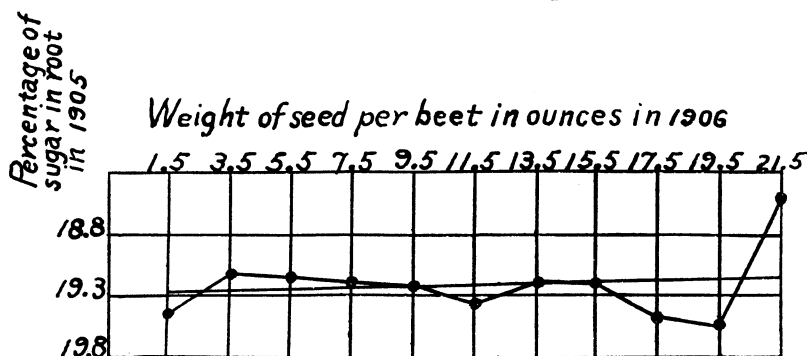 Percentage of
sugar in root
in 1905
Weight of seed per beet in ounces in 1906
1.5 3.5 5.5 7.5 9.5 11.5 13.5 15.5 17.5 19.5 21.5
18.8
19.3
19.8